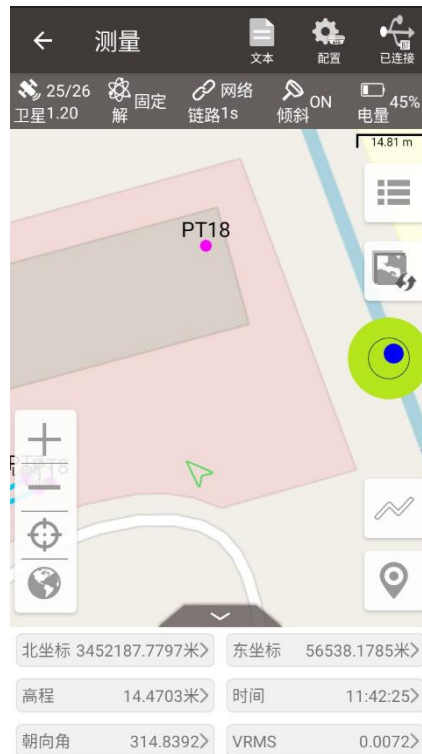 测量
文本 配置 已连接
25/26 固定 网络 ON 45%
卫星1.20 解 链路1s 倾斜 电量
14.81 m
PT18
PT8
北坐标 3452187.7797米 东坐标 56538.1785米
高程 14.4703米 时间 11:42:25
朝向角 314.8392 VRMS 0.0072